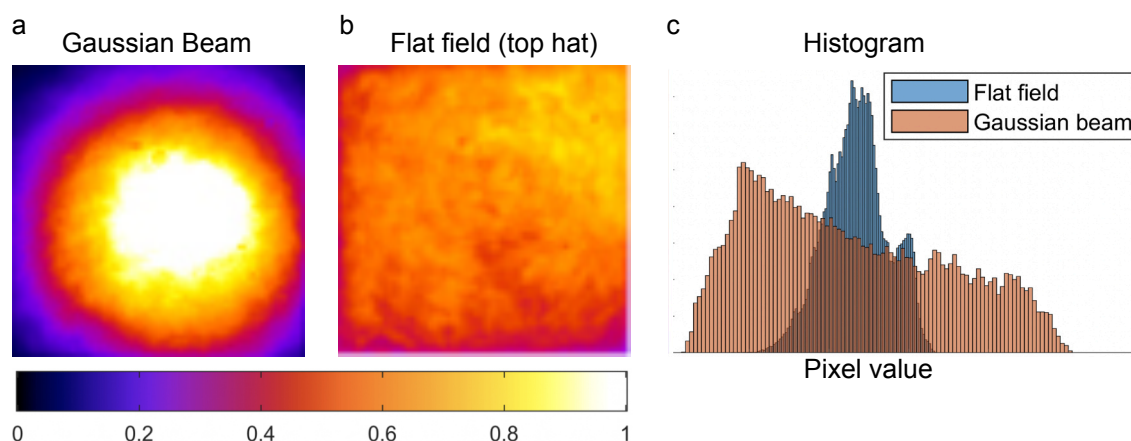 a
Gaussian Beam
b
Flat field (top hat)
c
Histogram
Flat field
Gaussian beam
Pixel value
0 0.2 0.4 0.6 0.8 1